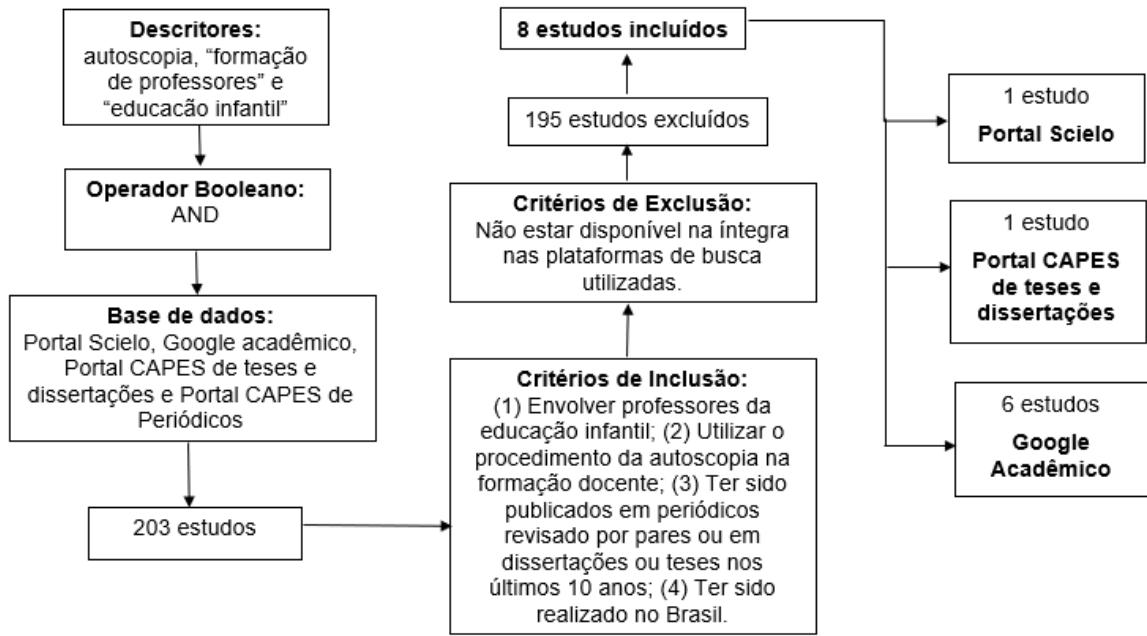 Descritores:
autoscopia, “formação
de professores” e
“educacão infantil”
Operador Booleano:
AND
Base de dados:
Portal Scielo, Google acadêmico,
Portal CAPES de teses e
dissertações e Portal CAPES de
Periódicos
203 estudos
Critérios de Inclusão:
(1) Envolver professores da
educação infantil; (2) Utilizar o
procedimento da autoscopia na
formação docente; (3) Ter sido
publicados em periódicos
revisado por pares ou em
dissertações ou teses nos
últimos 10 anos; (4) Ter sido
realizado no Brasil.
Critérios de Exclusão:
Não estar disponível na íntegra
nas plataformas de busca
utilizadas.
195 estudos excluídos
8 estudos incluídos
1 estudo
Portal Scielo
1 estudo
Portal CAPES
de teses e
dissertações
6 estudos
Google
Acadêmico